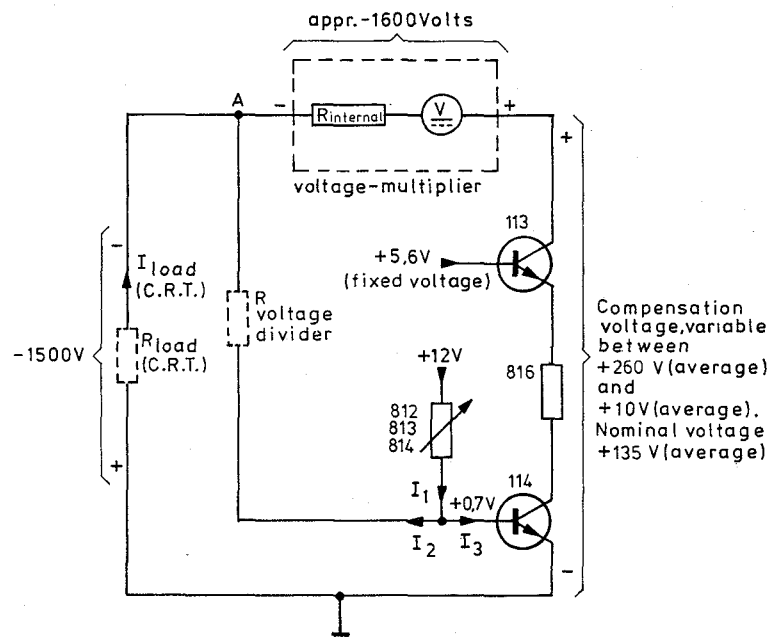 appr.-1600Volts
A
-
Rinternal
V
+
voltage-multiplier
+
113
+5,6V
(fixed voltage)
-
I load
(C.R.T.)
R
voltage
divider
-1500V
Rload
(C.R.T.)
+
+12V
816
812
813
814
Compensation
voltage,variable
between
+260 V(average)
and
+10V(average).
Nominal voltage
+135 V(average)
I1
+0,7V
114
I2
I3
-